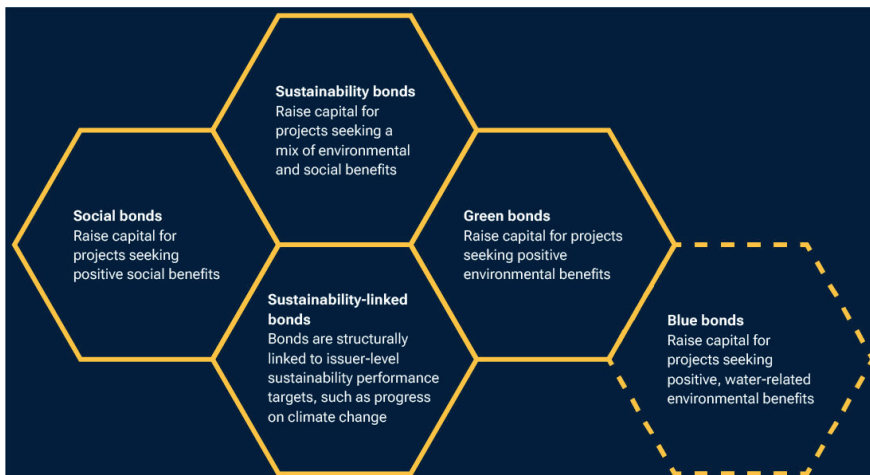 Sustainability bonds
Raise capital for
projects seeking a
mix of environmental
and social benefits
Social bonds
Raise capital for
projects seeking
positive social benefits
Green bonds
Raise capital for projects
seeking positive
environmental benefits
Sustainability-linked
bonds
Bonds are structurally
linked to issuer-level
sustainability performance
targets, such as progress
on climate change
Blue bonds
Raise capital for
projects seeking
positive, water-related
environmental benefits